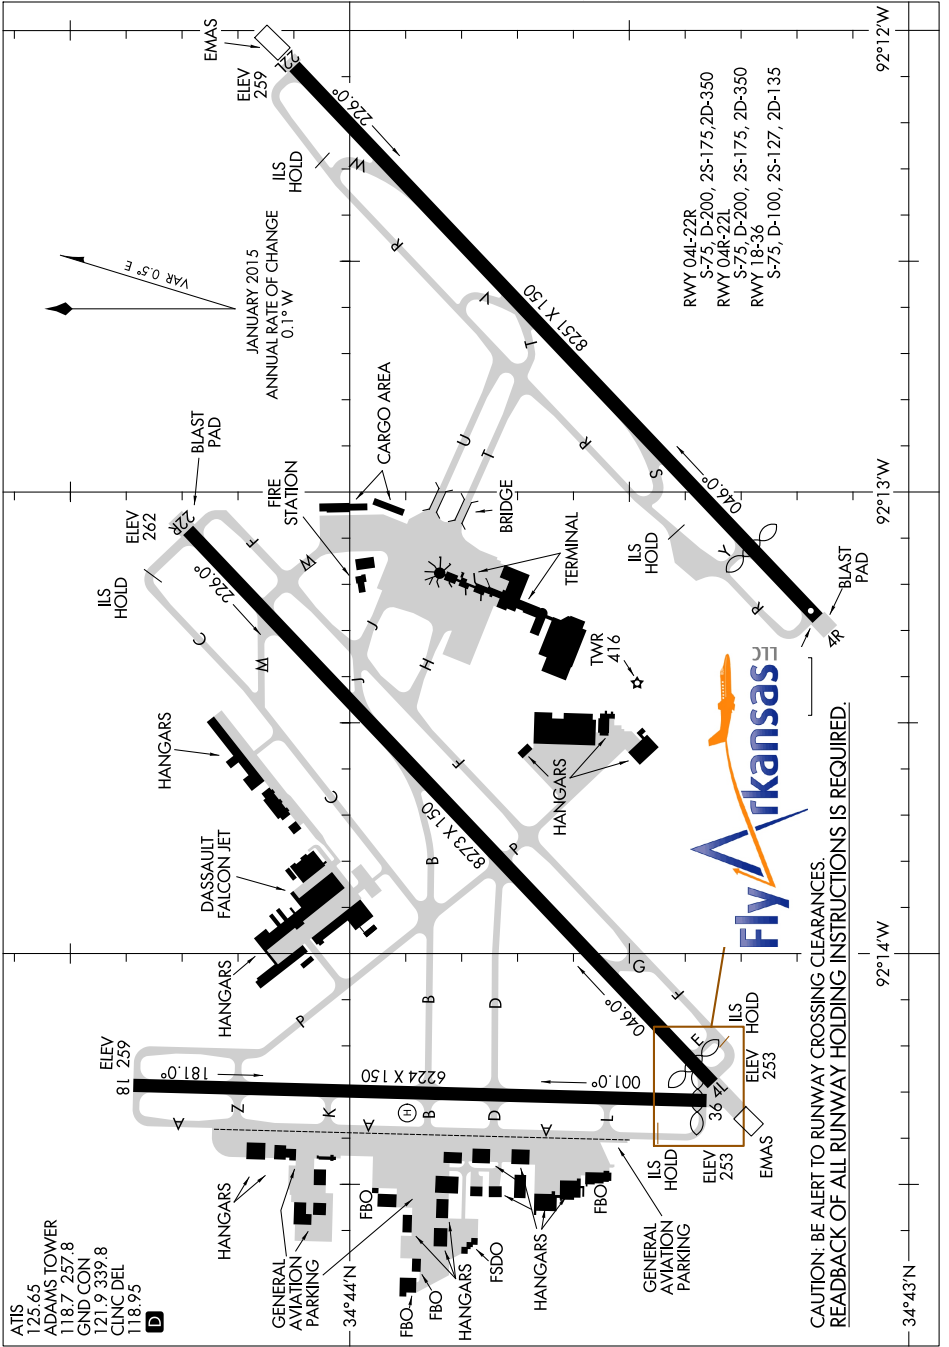 ATIS
125.65
ADAMS TOWER
118.7 257.8
GND CON
121.9 339.8
CLNC DEL
118.95
D
HANGARS
GENERAL
AVIATION
PARKING
34°44'N
FBO
FBO
FBO
HANGARS
FSDO
HANGARS
FBO
GENERAL
AVIATION
PARKING
34°43'N
ELEV
259
18
181.0°
6224 X 150
001.0°
36
4L
A
Z
K
A
H
B
D
A
L
ILS
HOLD
ELEV
253
EMAS
ELEV
253
ILS
HOLD
E
F
G
046.0°
B
D
P
HANGARS
DASSAULT
FALCON JET
HANGARS
C
B
8273 X 150
P
F
92°14'W
HANGARS
TWR
416
TERMINAL
BRIDGE
H
J
J
W
C
226.0°
ILS
HOLD
ELEV
262
22R
BLAST
PAD
F
W
FIRE
STATION
CARGO AREA
U
T
92°13'W
ILS
HOLD
Y
R
4R
BLAST
PAD
046.0°
S
R
T
8251 X 150
V
R
W
226.0°
ILS
HOLD
ELEV
259
22L
EMAS
92°12'W
VAR 0.5° E
JANUARY 2015
ANNUAL RATE OF CHANGE
0.1° W
RWY 04L-22R
S-75, D-200, 2S-175,2D-350
RWY 04R-22L
S-75, D-200, 2S-175, 2D-350
RWY 18-36
S-75, D-100, 2S-127, 2D-135
Fly Arkansas LLC
CAUTION: BE ALERT TO RUNWAY CROSSING CLEARANCES.
READBACK OF ALL RUNWAY HOLDING INSTRUCTIONS IS REQUIRED.